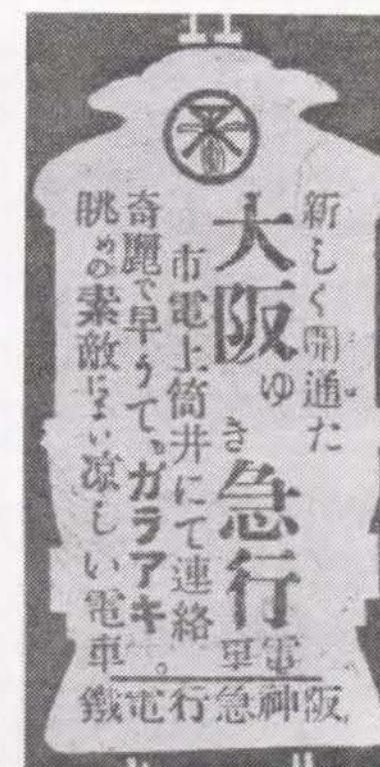 新しく開通た
大阪ゆき急行電車
市電上筒井にて連絡
奇麗で早うて。ガラアキ。
眺めの素敵によい涼しい電車
阪神急行電鐵